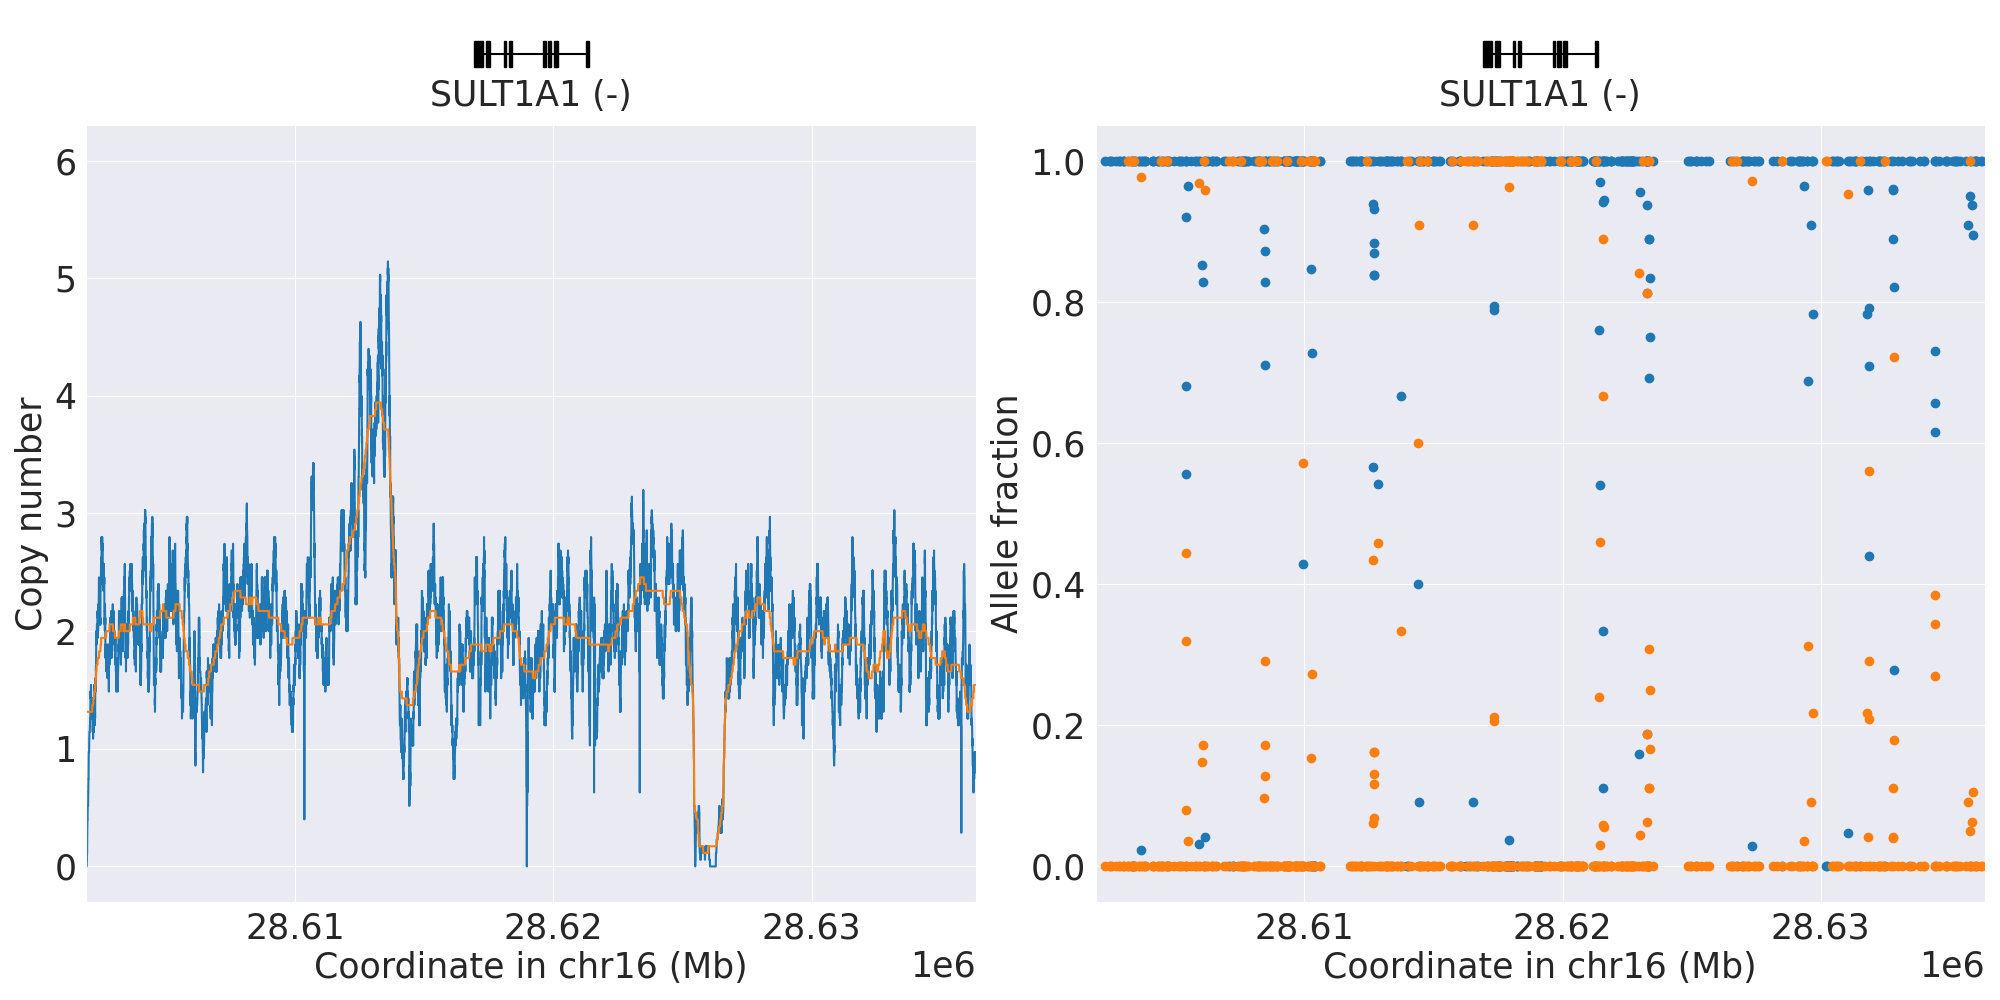 SULT1A1 (-)
6
5
4
3
2
1
0
Copy number
28.61
28.62
28.63
Coordinate in chr16 (Mb)
1e6
SULT1A1 (-)
1.0
0.8
0.6
0.4
0.2
0.0
Allele fraction
28.61
28.62
28.63
Coordinate in chr16 (Mb)
1e6